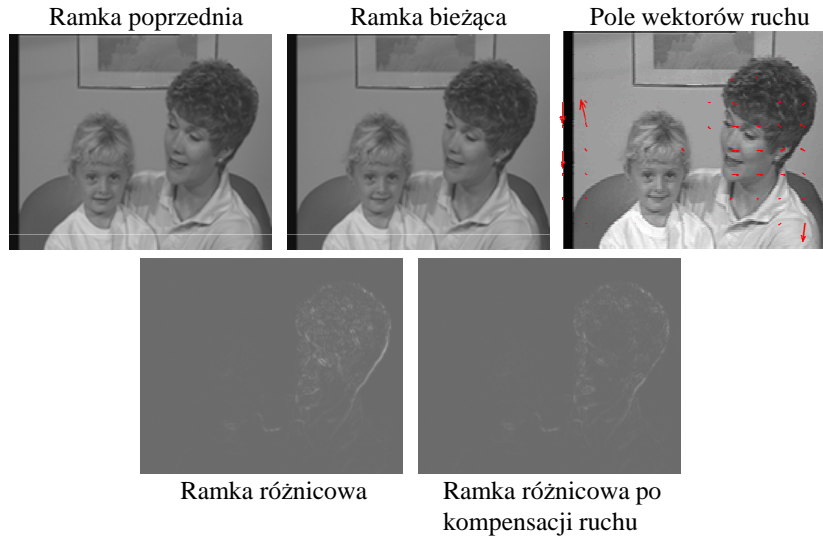 Ramka poprzednia
Ramka bieżąca
Pole wektorów ruchu
Ramka różnicowa
Ramka różnicowa po
kompensacji ruchu